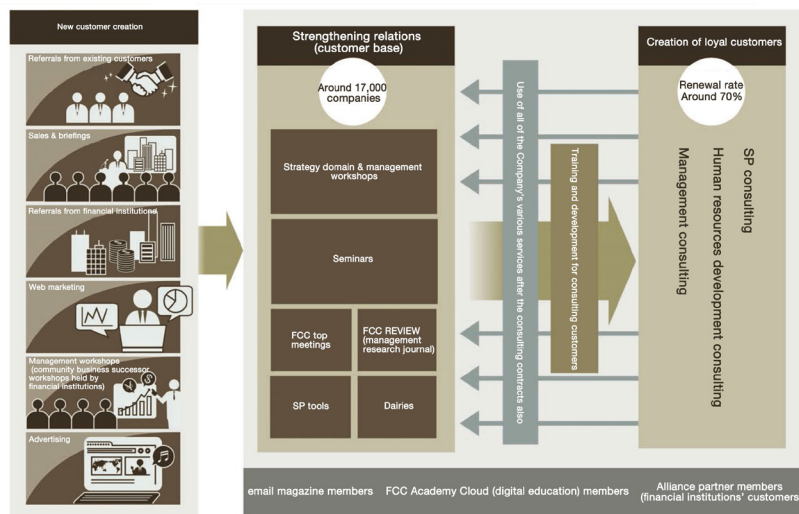 New customer creation
Referrals from existing customers
Sales & briefings
Referrals from financial institutions
Web marketing
Management workshops
(community business successor
workshops held by
financial institutions)
Advertising
Strengthening relations
(customer base)
Around 17,000
companies
Strategy domain & management
workshops
Seminars
FCC top
meetings
FCC REVIEW
(management
research journal)
SP tools
Dairies
Use of all of the Company's various services after the consulting contracts also
Training and development for consulting customers
Creation of loyal customers
Renewal rate
Around 70%
SP consulting
Human resources development consulting
Management consulting
email magazine members
FCC Academy Cloud (digital education) members
Alliance partner members
(financial institutions' customers)